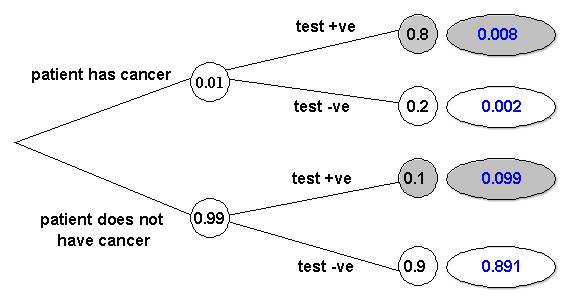 test +ve
0.8
0.008
patient has cancer
0.01
test -ve
0.2
0.002
test +ve
0.1
0.099
patient does not
have cancer
0.99
test -ve
0.9
0.891